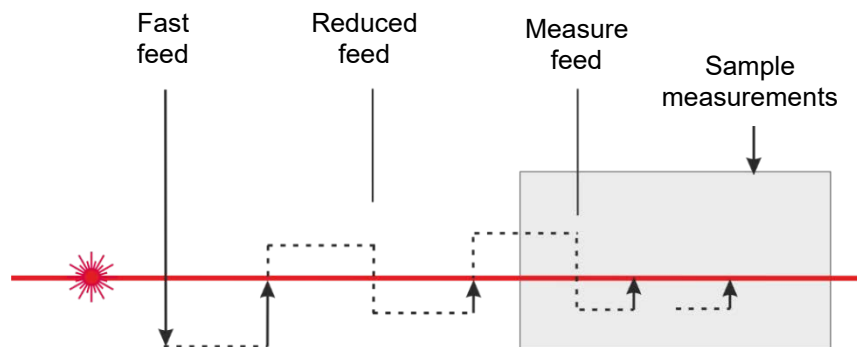 Fast
feed
Reduced
feed
Measure
feed
Sample
measurements